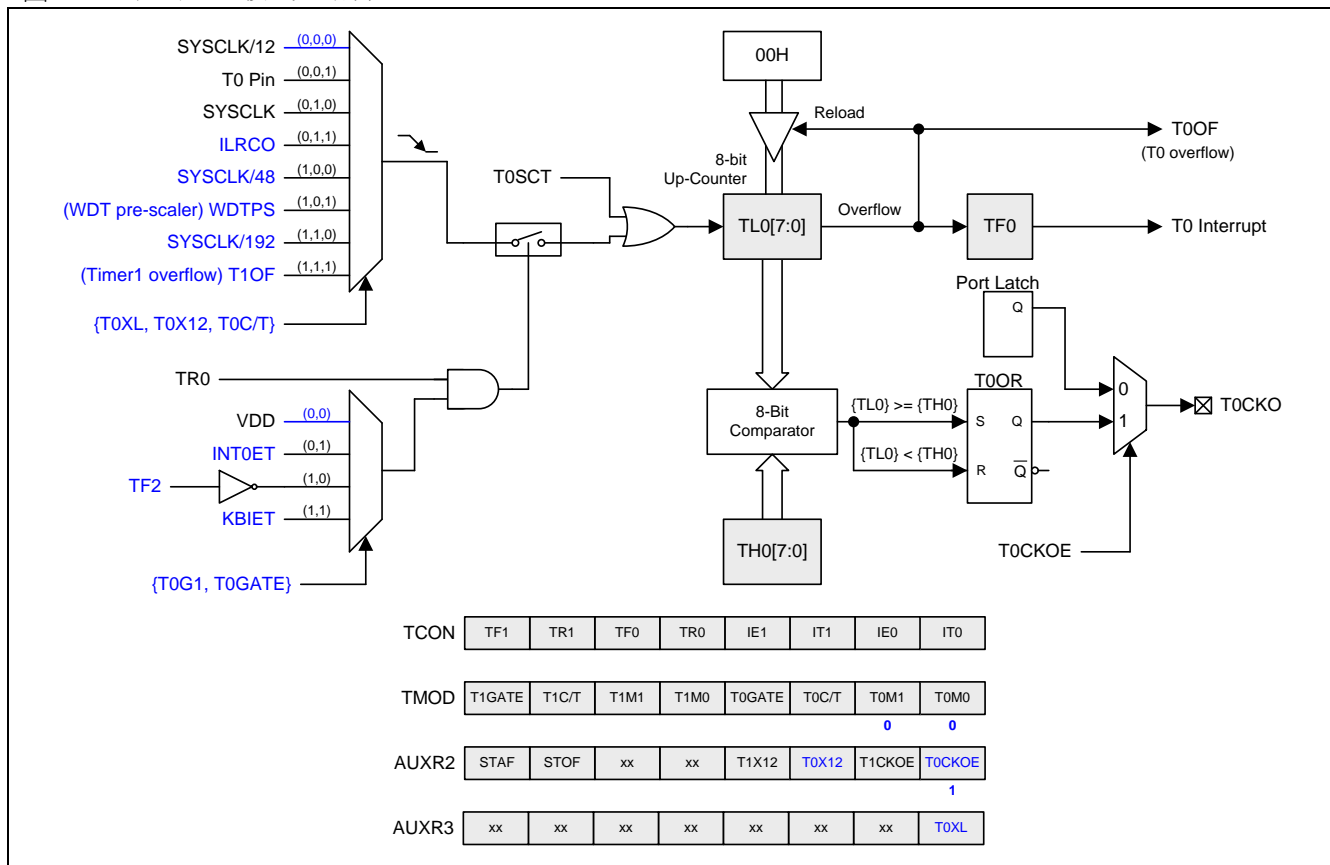 SYSCLK/12 (0,0,0)
T0 Pin (0,0,1)
SYSCLK (0,1,0)
ILRCO (0,1,1)
SYSCLK/48 (1,0,0)
(WDT pre-scaler) WDTPS (1,0,1)
SYSCLK/192 (1,1,0)
(Timer1 overflow) T1OF (1,1,1)
{T0XL, T0X12, T0C/T}
TR0
VDD (0,0)
INT0ET (0,1)
TF2 (1,0)
KBIET (1,1)
{T0G1, T0GATE}
T0SCT
00H
Reload
8-bit
Up-Counter
TL0[7:0]
Overflow
T0OF
(T0 overflow)
TF0
T0 Interrupt
Port Latch
Q
8-Bit
Comparator
{TL0} >= {TH0}
{TL0} < {TH0}
T0OR
S Q
R Q̅
0
1
T0CKO
TH0[7:0]
T0CKOE
TCON TF1 TR1 TF0 TR0 IE1 IT1 IE0 IT0
TMOD T1GATE T1C/T T1M1 T1M0 T0GATE T0C/T T0M1 T0M0
0 0
AUXR2 STAF STOF xx xx T1X12 T0X12 T1CKOE T0CKOE
1
AUXR3 xx xx xx xx xx xx xx T0XL